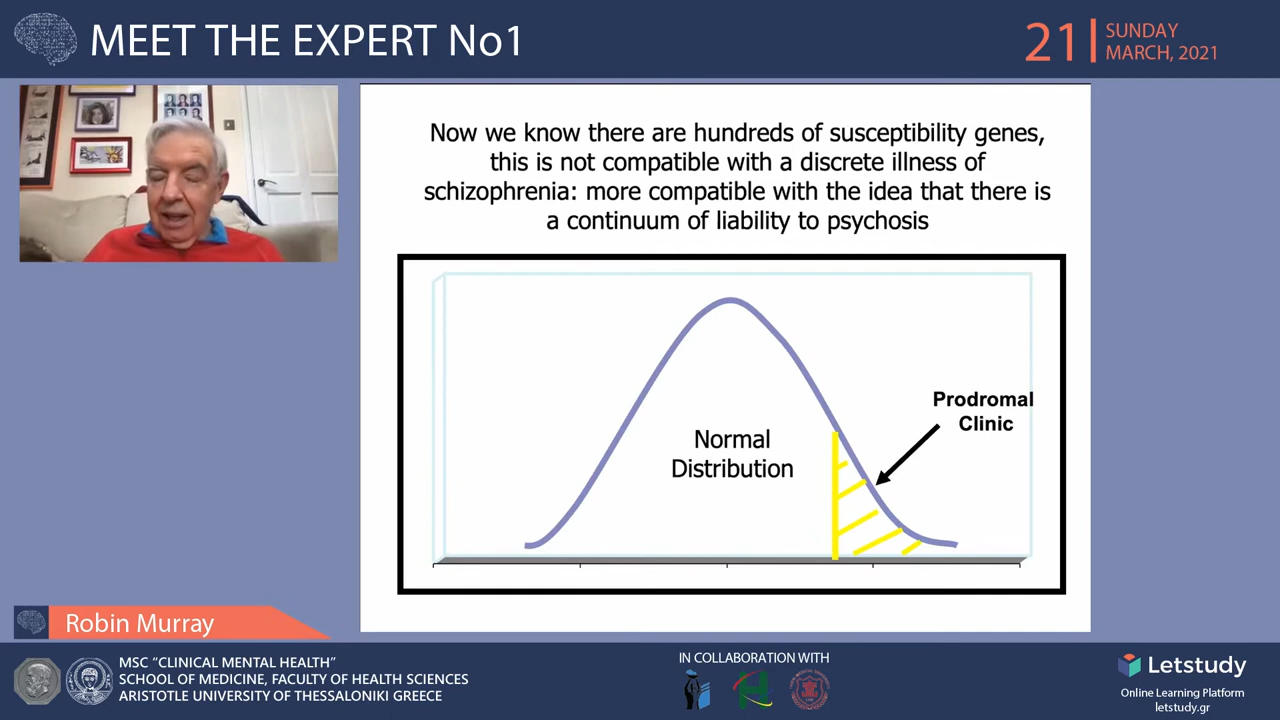 MEET THE EXPERT No1
21
SUNDAY
MARCH, 2021
Now we know there are hundreds of susceptibility genes,
this is not compatible with a discrete illness of
schizophrenia: more compatible with the idea that there is
a continuum of liability to psychosis
Prodromal
Clinic
Normal
Distribution
Robin Murray
MSC “CLINICAL MENTAL HEALTH”
SCHOOL OF MEDICINE, FACULTY OF HEALTH SCIENCES
ARISTOTLE UNIVERSITY OF THESSALONIKI GREECE
IN COLLABORATION WITH
Letstudy
Online Learning Platform
letstudy.gr